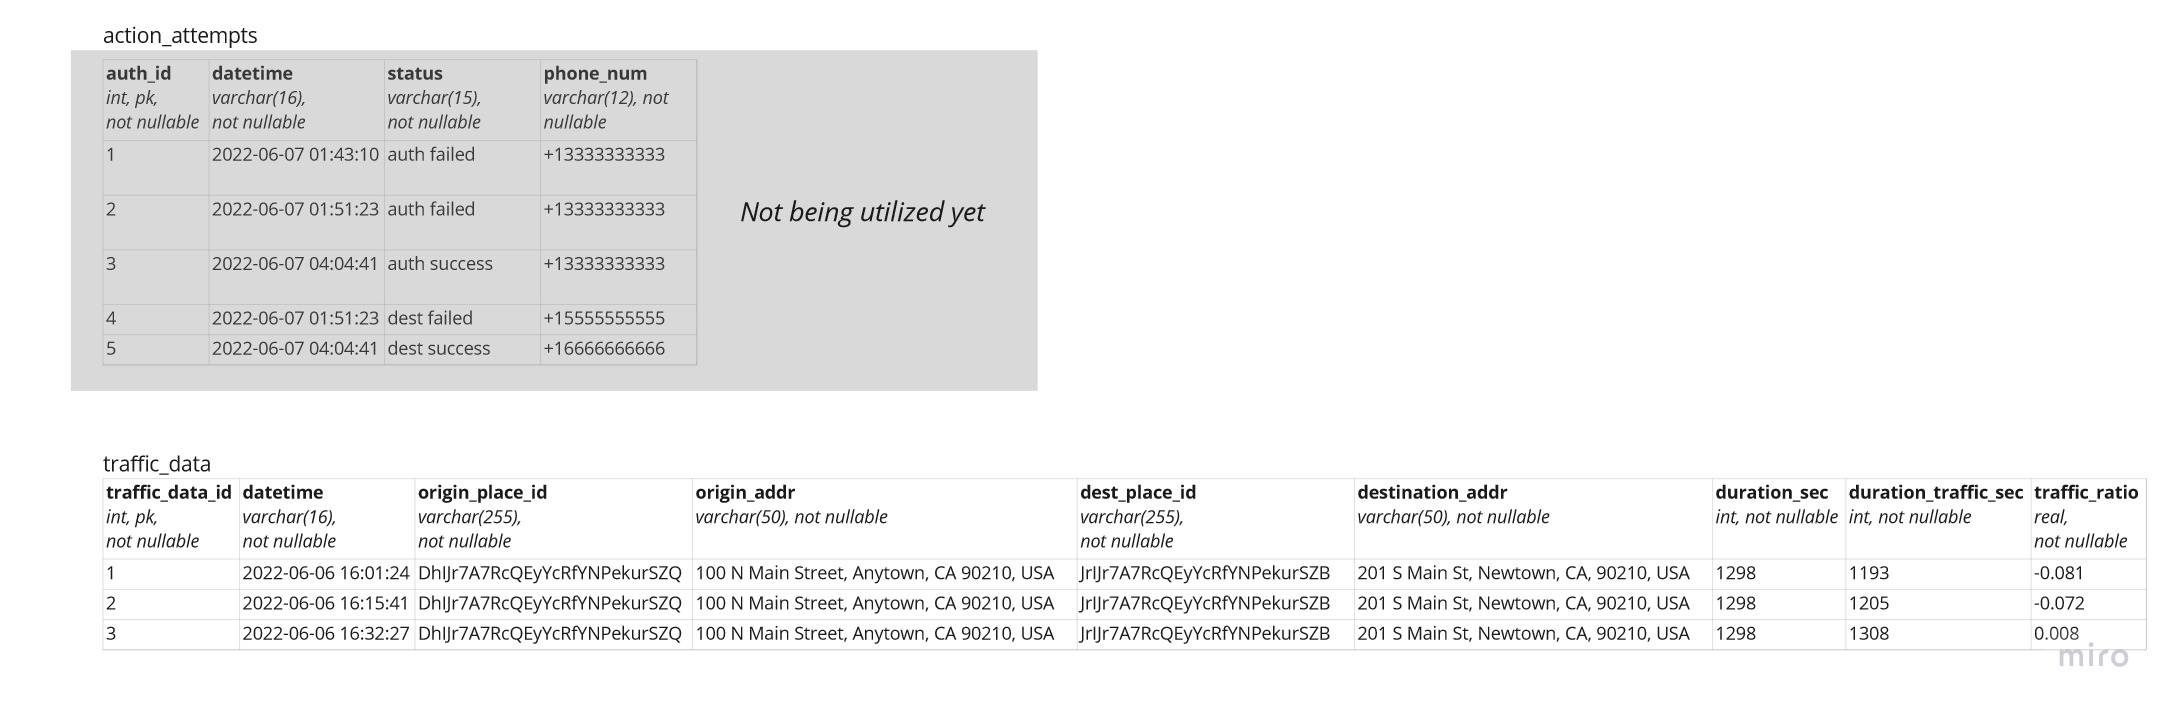 action_attempts
auth_id datetime status phone_num
int, pk, varchar(16), varchar(15), varchar(12), not
not nullable not nullable not nullable nullable
1 2022-06-07 01:43:10 auth failed +13333333333
2 2022-06-07 01:51:23 auth failed +13333333333
Not being utilized yet
3 2022-06-07 04:04:41 auth success +13333333333
4 2022-06-07 01:51:23 dest failed +15555555555
5 2022-06-07 04:04:41 dest success +16666666666
traffic_data
traffic_data_id datetime origin_place_id origin_addr dest_place_id destination_addr duration_sec duration_traffic_sec traffic_ratio
int, pk, varchar(16), varchar(255), varchar(50), not nullable varchar(255), varchar(50), not nullable int, not nullable int, not nullable real,
not nullable not nullable not nullable not nullable not nullable
1 2022-06-06 16:01:24 DhIJr7A7RcQEyYcRfYNPekurSZQ 100 N Main Street, Anytown, CA 90210, USA JrIJr7A7RcQEyYcRfYNPekurSZB 201 S Main St, Newtown, CA, 90210, USA 1298 1193 -0.081
2 2022-06-06 16:15:41 DhIJr7A7RcQEyYcRfYNPekurSZQ 100 N Main Street, Anytown, CA 90210, USA JrIJr7A7RcQEyYcRfYNPekurSZB 201 S Main St, Newtown, CA, 90210, USA 1298 1205 -0.072
3 2022-06-06 16:32:27 DhIJr7A7RcQEyYcRfYNPekurSZQ 100 N Main Street, Anytown, CA 90210, USA JrIJr7A7RcQEyYcRfYNPekurSZB 201 S Main St, Newtown, CA, 90210, USA 1298 1308 0.008
miro